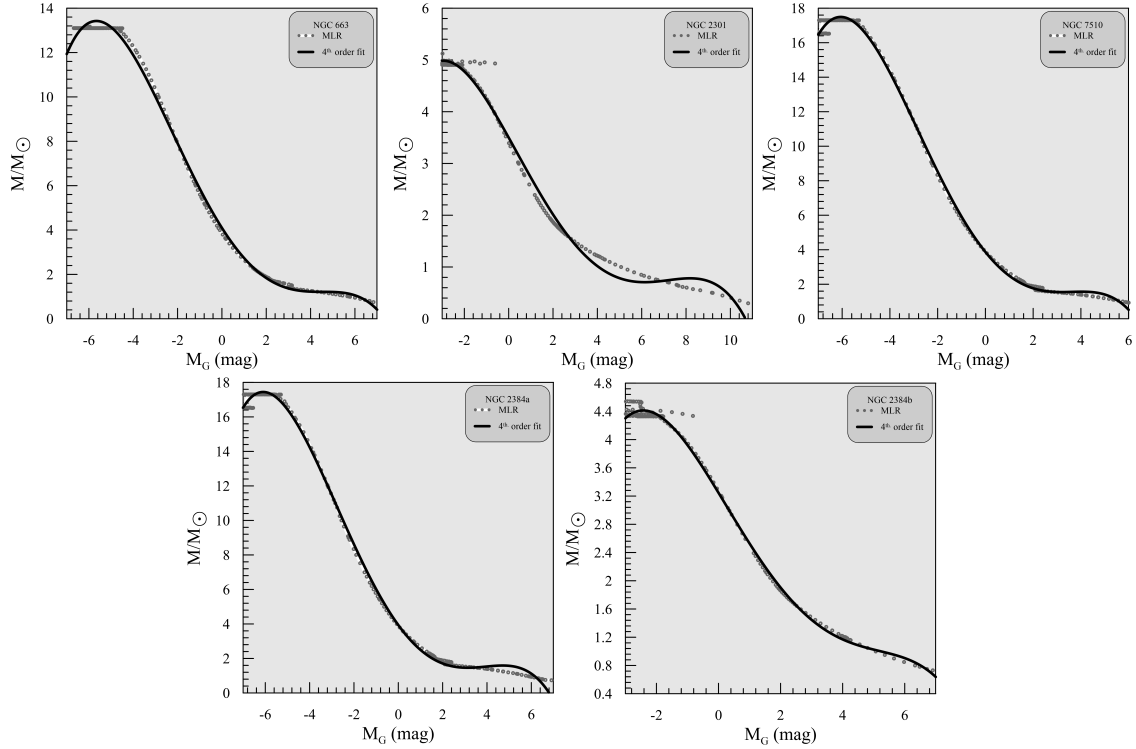 14
12
10
8
6
4
2
0
M/M☉
NGC 663
MLR
4th order fit
-6 -4 -2 0 2 4 6
MG (mag)
6
5
4
3
2
1
0
M/M☉
NGC 2301
MLR
4th order fit
-2 0 2 4 6 8 10
MG (mag)
18
16
14
12
10
8
6
4
2
0
M/M☉
NGC 7510
MLR
4th order fit
-6 -4 -2 0 2 4 6
MG (mag)
18
16
14
12
10
8
6
4
2
0
M/M☉
NGC 2384a
MLR
4th order fit
-6 -4 -2 0 2 4 6
MG (mag)
4.8
4.4
4
3.6
3.2
2.8
2.4
2
1.6
1.2
0.8
0.4
M/M☉
NGC 2384b
MLR
4th order fit
-2 0 2 4 6
MG (mag)